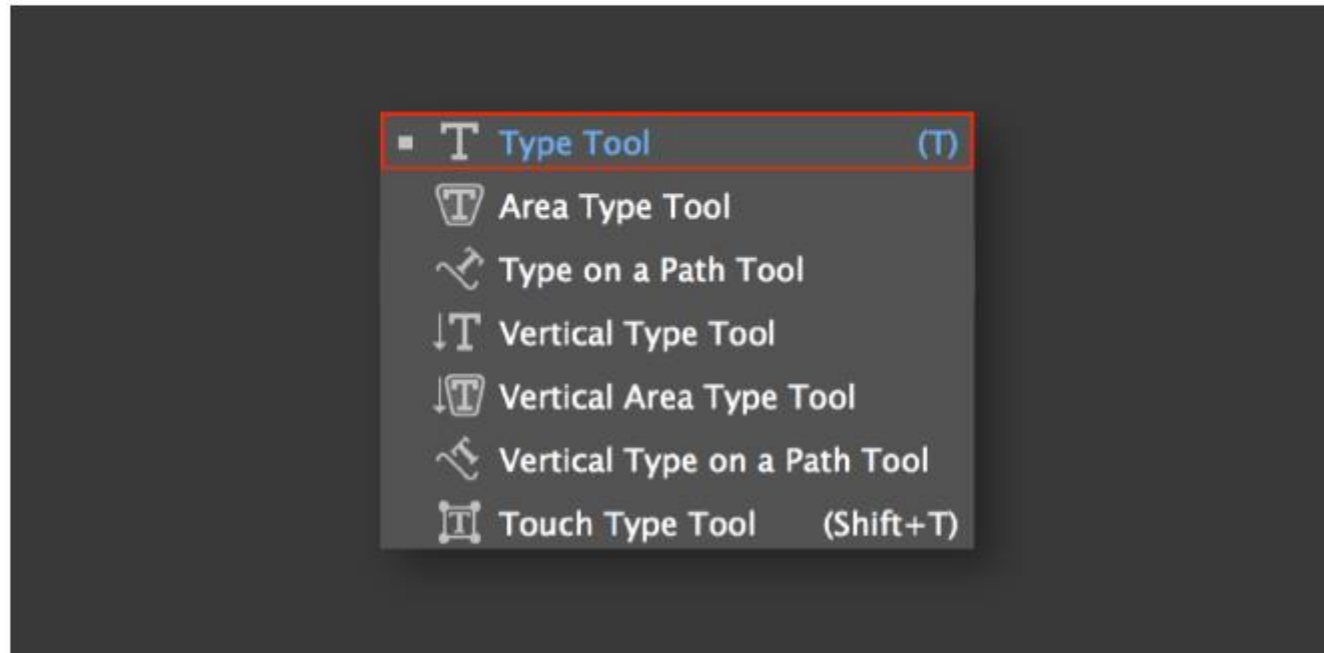 Type Tool (T)
Area Type Tool
Type on a Path Tool
Vertical Type Tool
Vertical Area Type Tool
Vertical Type on a Path Tool
Touch Type Tool (Shift+T)